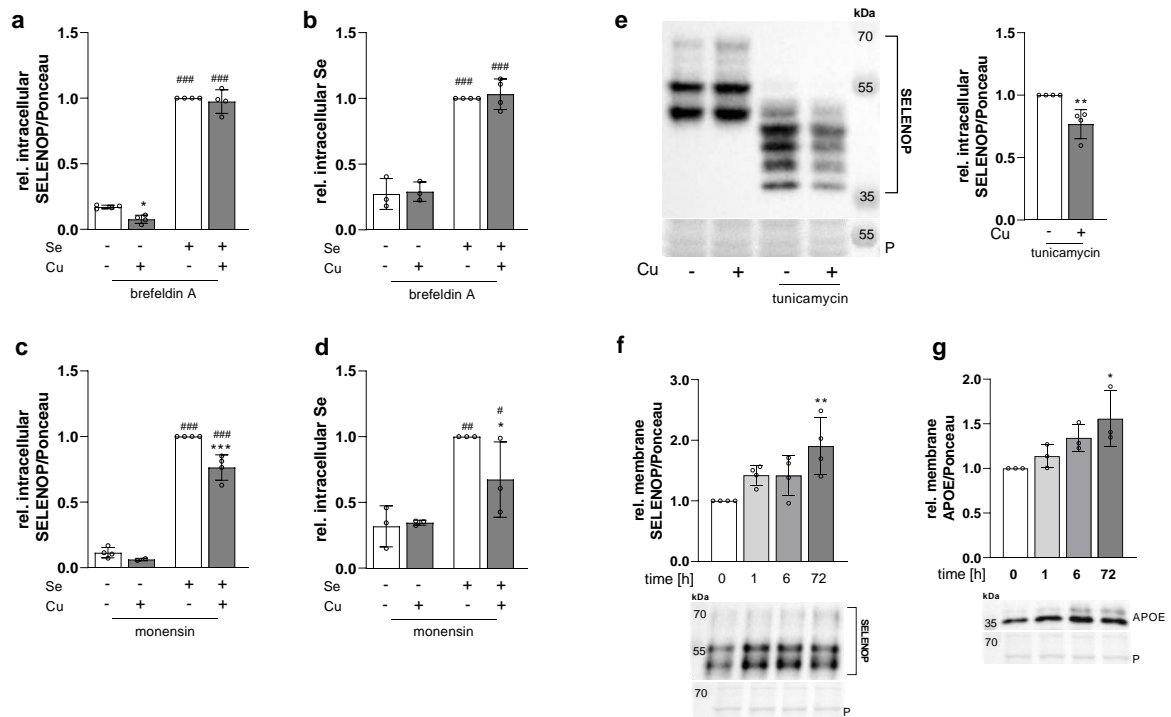 a
rel. intracellular
SELENOP/Ponceau
1.5
1.0
0.5
0.0
###
###
*
Se - - + +
Cu - + - +
brefeldin A
b
rel. intracellular Se
1.5
1.0
0.5
0.0
###
###
Se - - + +
Cu - + - +
brefeldin A
c
rel. intracellular
SELENOP/Ponceau
1.5
1.0
0.5
0.0
###
###
***
Se - - + +
Cu - + - +
monensin
d
rel. intracellular Se
1.5
1.0
0.5
0.0
##
#
*
Se - - + +
Cu - + - +
monensin
e
kDa
70
55
35
SELENOP
55
P
Cu - + - +
tunicamycin
rel. intracellular
SELENOP/Ponceau
1.5
1.0
0.5
0.0
**
Cu - +
tunicamycin
f
rel. membrane
SELENOP/Ponceau
3.0
2.0
1.0
0.0
**
time [h] 0 1 6 72
kDa
70
55
SELENOP
70
P
g
rel. membrane
APOE/Ponceau
2.0
1.5
1.0
0.5
0.0
*
time [h] 0 1 6 72
kDa
35
APOE
70
P